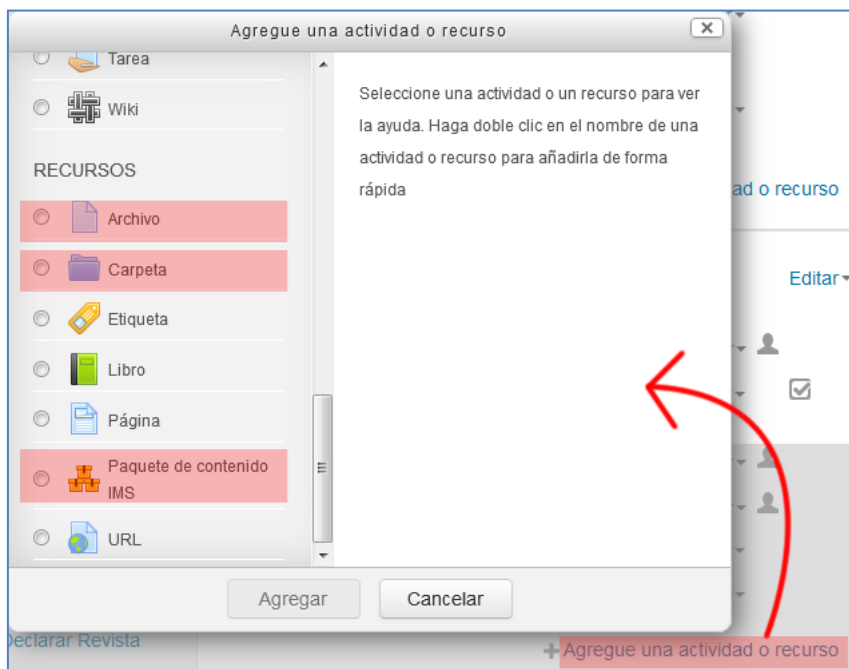 Agregue una actividad o recurso
Tarea
Wiki
RECURSOS
Archivo
Carpeta
Etiqueta
Libro
Página
Paquete de contenido
IMS
URL
Seleccione una actividad o un recurso para ver
la ayuda. Haga doble clic en el nombre de una
actividad o recurso para añadirla de forma
rápida
ad o recurso
Editar
Agregar
Cancelar
Declarar Revista
Agregue una actividad o recurso